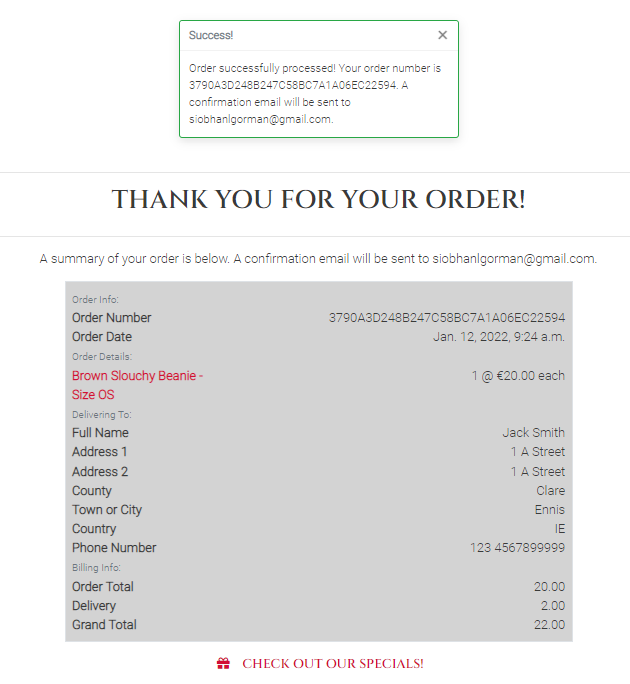 Success! ×
Order successfully processed! Your order number is
3790A3D248B247C58BC7A1A06EC22594. A
confirmation email will be sent to
siobhanlgorman@gmail.com.
THANK YOU FOR YOUR ORDER!
A summary of your order is below. A confirmation email will be sent to siobhanlgorman@gmail.com.
Order Info:
Order Number 3790A3D248B247C58BC7A1A06EC22594
Order Date Jan. 12, 2022, 9:24 a.m.
Order Details:
Brown Slouchy Beanie - 1 @ €20.00 each
Size OS
Delivering To:
Full Name Jack Smith
Address 1 1 A Street
Address 2 1 A Street
County Clare
Town or City Ennis
Country IE
Phone Number 123 4567899999
Billing Info:
Order Total 20.00
Delivery 2.00
Grand Total 22.00
CHECK OUT OUR SPECIALS!